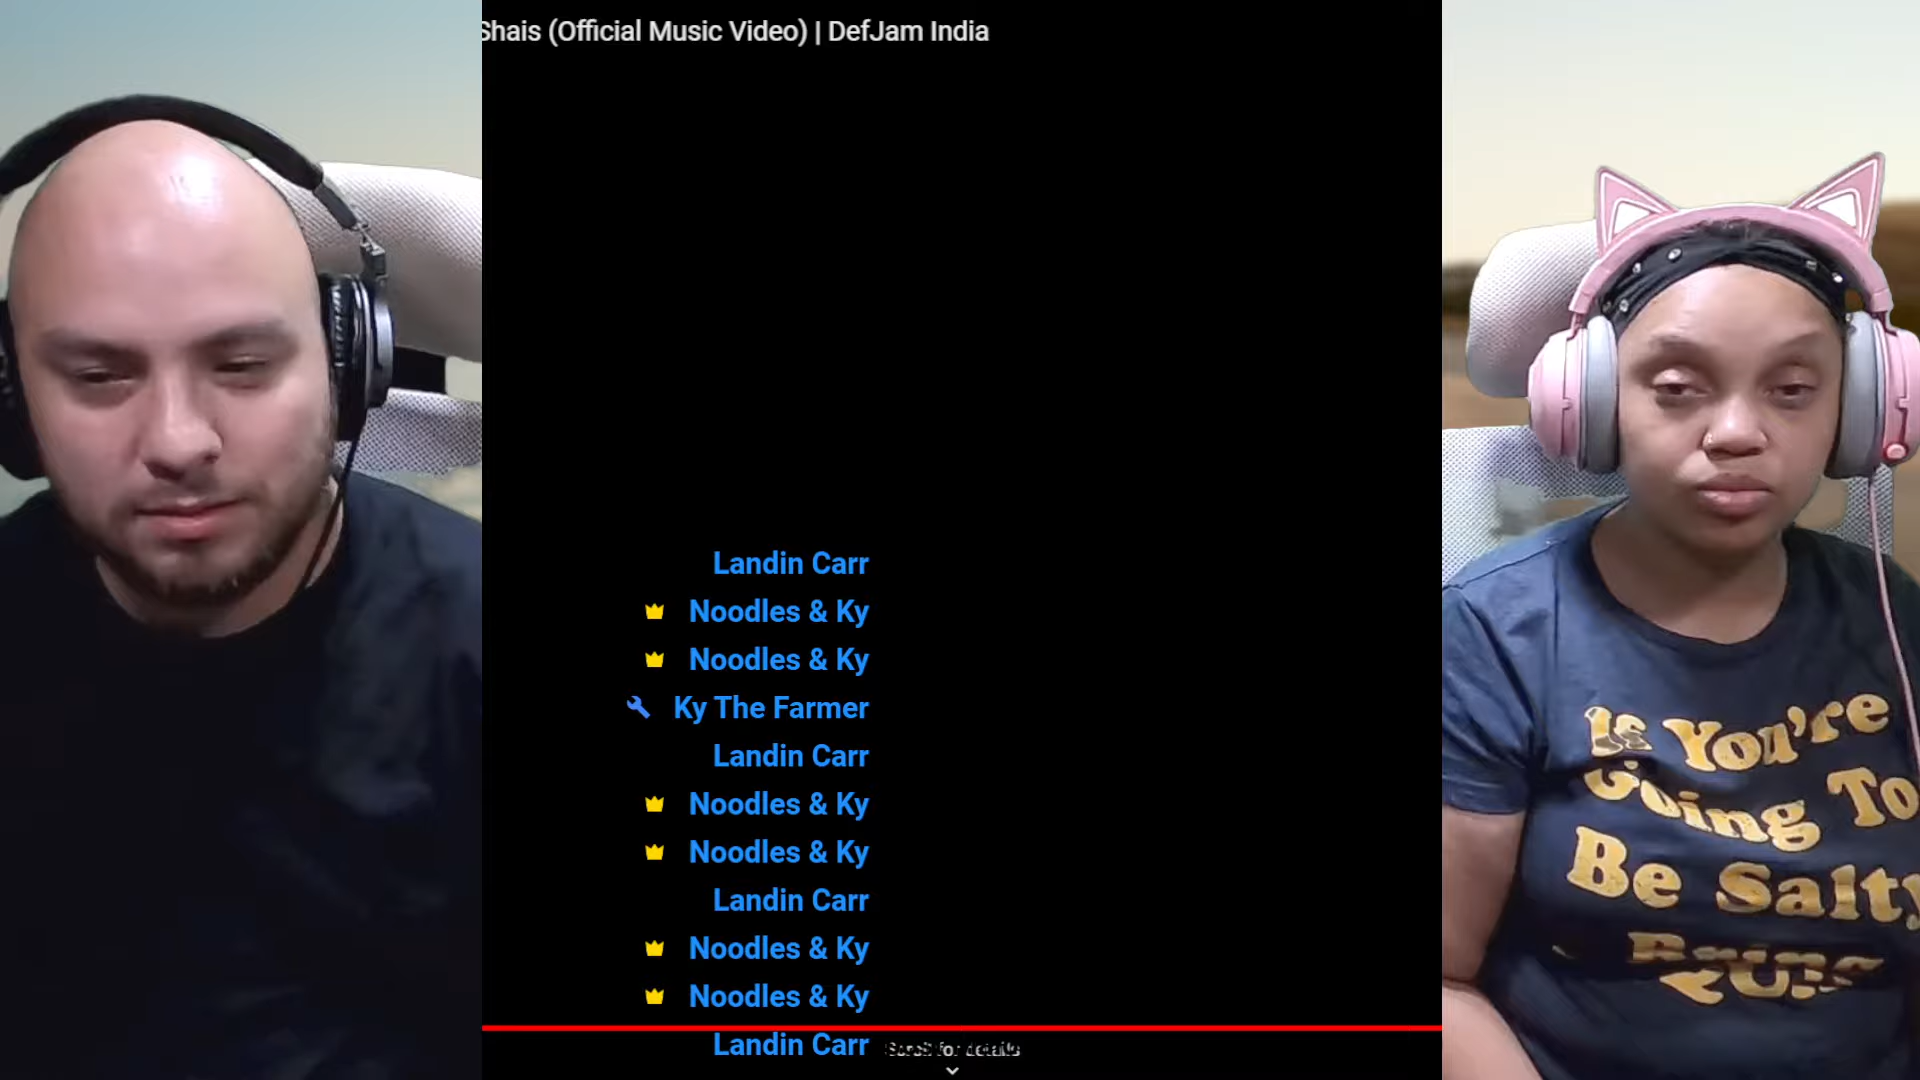 Shais (Official Music Video) | DefJam India
Landin Carr
Noodles & Ky
Noodles & Ky
Ky The Farmer
Landin Carr
Noodles & Ky
Noodles & Ky
Landin Carr
Noodles & Ky
Noodles & Ky
Landin Carr
Scroll for details
If You're
Going To
Be Salty